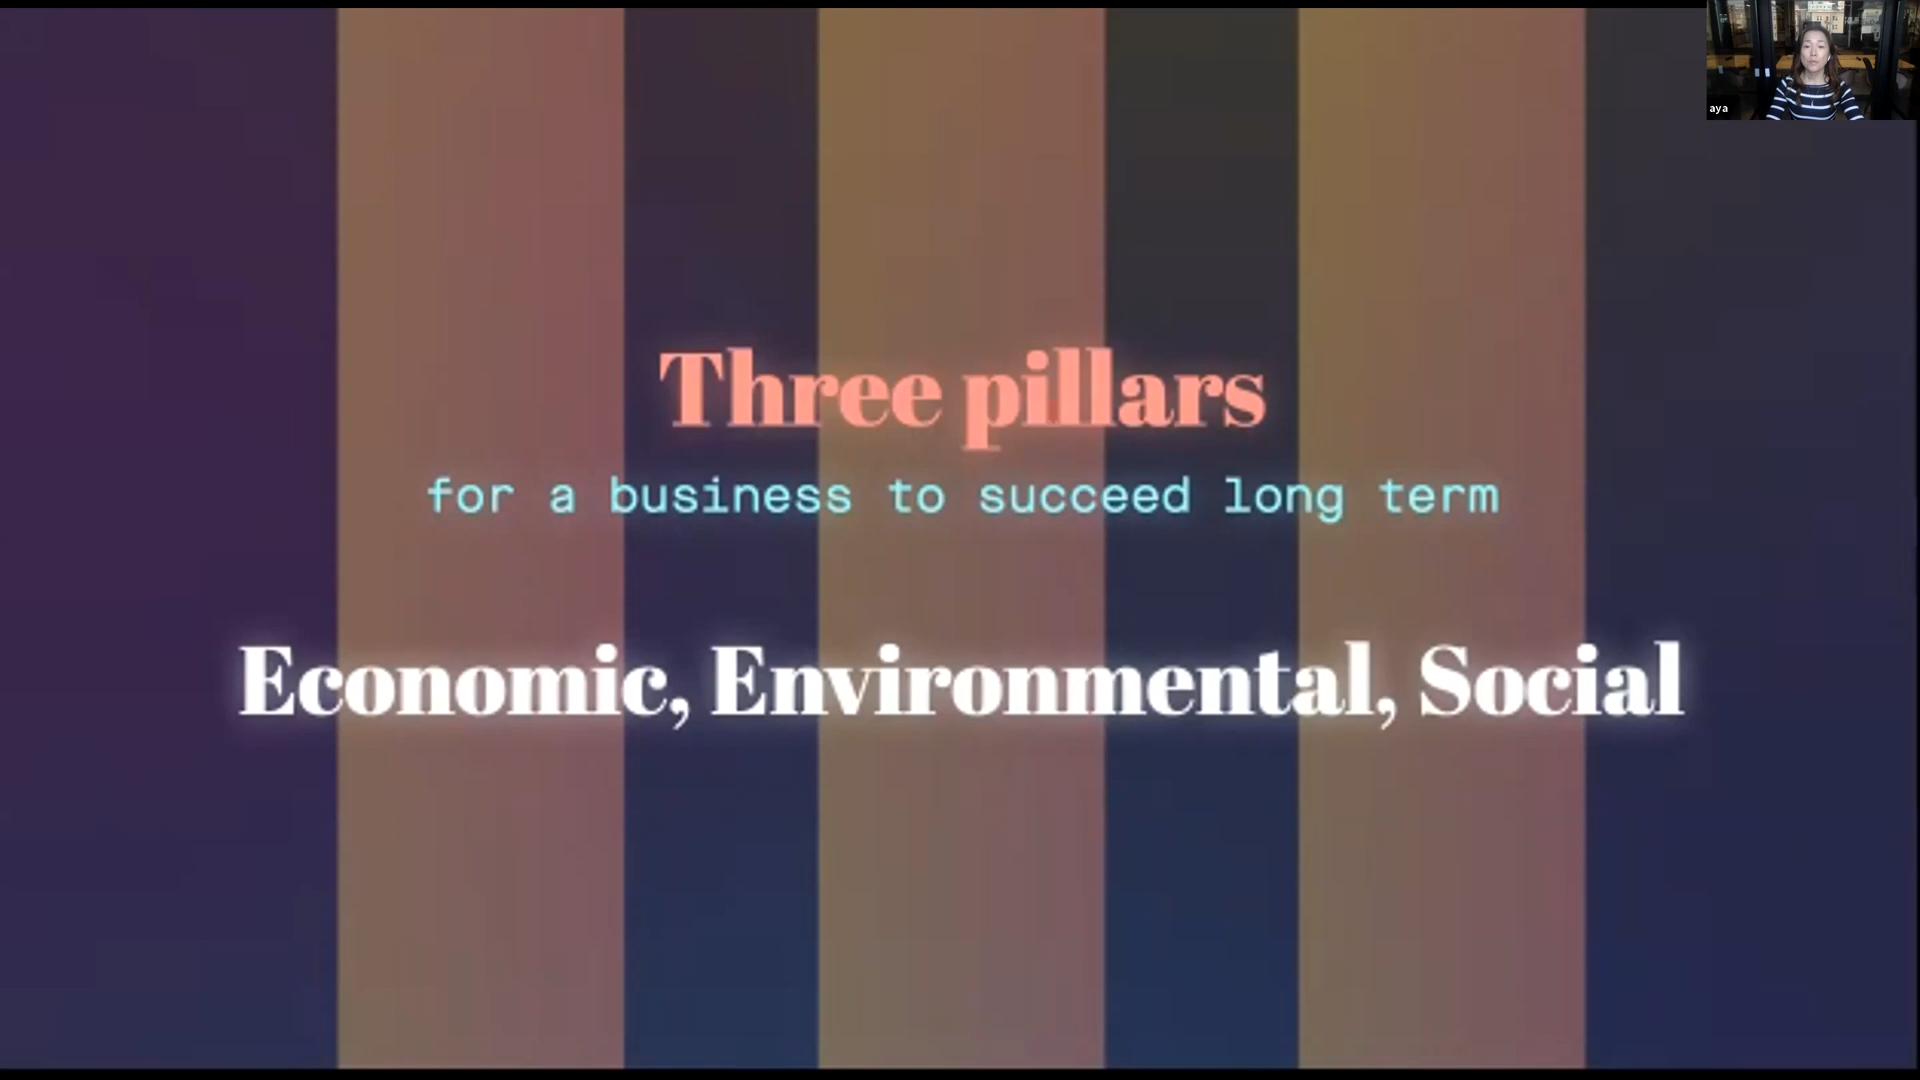 aya
Three pillars
for a business to succeed long term
Economic, Environmental, Social